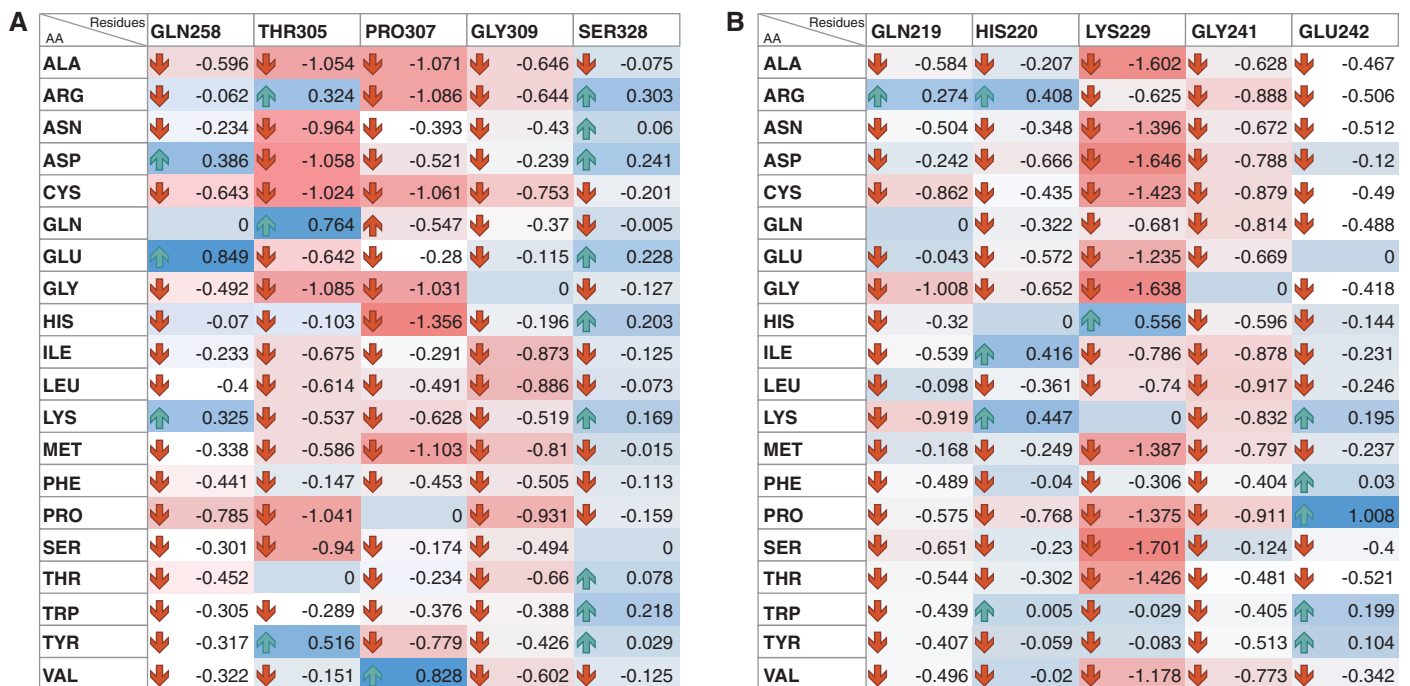 A
Residues
AA
GLN258 THR305 PRO307 GLY309 SER328
ALA -0.596 -1.054 -1.071 -0.646 -0.075
ARG -0.062 0.324 -1.086 -0.644 0.303
ASN -0.234 -0.964 -0.393 -0.43 0.06
ASP 0.386 -1.058 -0.521 -0.239 0.241
CYS -0.643 -1.024 -1.061 -0.753 -0.201
GLN 0 0.764 -0.547 -0.37 -0.005
GLU 0.849 -0.642 -0.28 -0.115 0.228
GLY -0.492 -1.085 -1.031 0 -0.127
HIS -0.07 -0.103 -1.356 -0.196 0.203
ILE -0.233 -0.675 -0.291 -0.873 -0.125
LEU -0.4 -0.614 -0.491 -0.886 -0.073
LYS 0.325 -0.537 -0.628 -0.519 0.169
MET -0.338 -0.586 -1.103 -0.81 -0.015
PHE -0.441 -0.147 -0.453 -0.505 -0.113
PRO -0.785 -1.041 0 -0.931 -0.159
SER -0.301 -0.94 -0.174 -0.494 0
THR -0.452 0 -0.234 -0.66 0.078
TRP -0.305 -0.289 -0.376 -0.388 0.218
TYR -0.317 0.516 -0.779 -0.426 0.029
VAL -0.322 -0.151 0.828 -0.602 -0.125
B
Residues
AA
GLN219 HIS220 LYS229 GLY241 GLU242
ALA -0.584 -0.207 -1.602 -0.628 -0.467
ARG 0.274 0.408 -0.625 -0.888 -0.506
ASN -0.504 -0.348 -1.396 -0.672 -0.512
ASP -0.242 -0.666 -1.646 -0.788 -0.12
CYS -0.862 -0.435 -1.423 -0.879 -0.49
GLN 0 -0.322 -0.681 -0.814 -0.488
GLU -0.043 -0.572 -1.235 -0.669 0
GLY -1.008 -0.652 -1.638 0 -0.418
HIS -0.32 0 0.556 -0.596 -0.144
ILE -0.539 0.416 -0.786 -0.878 -0.231
LEU -0.098 -0.361 -0.74 -0.917 -0.246
LYS -0.919 0.447 0 -0.832 0.195
MET -0.168 -0.249 -1.387 -0.797 -0.237
PHE -0.489 -0.04 -0.306 -0.404 0.03
PRO -0.575 -0.768 -1.375 -0.911 1.008
SER -0.651 -0.23 -1.701 -0.124 -0.4
THR -0.544 -0.302 -1.426 -0.481 -0.521
TRP -0.439 0.005 -0.029 -0.405 0.199
TYR -0.407 -0.059 -0.083 -0.513 0.104
VAL -0.496 -0.02 -1.178 -0.773 -0.342